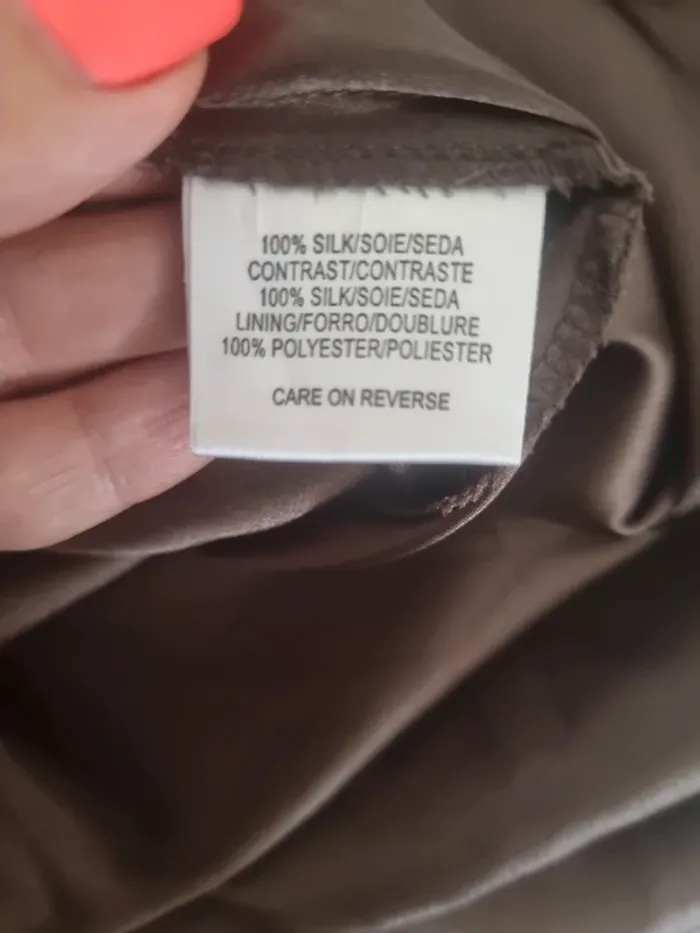 100% SILK/SOIE/SEDA
CONTRAST/CONTRASTE
100% SILK/SOIE/SEDA
LINING/FORRO/DOUBLURE
100% POLYESTER/POLIESTER
CARE ON REVERSE